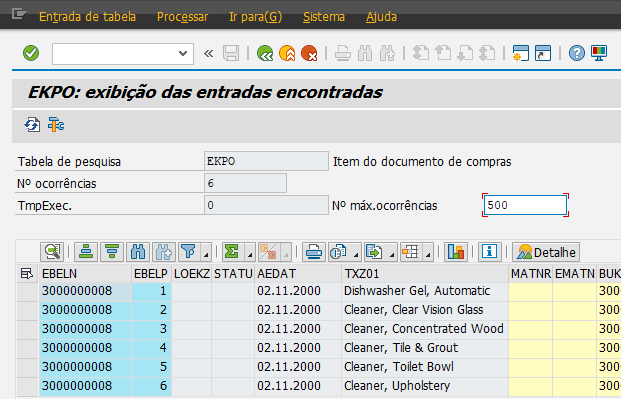 Entrada de tabela Processar Ir para(G) Sistema Ajuda
EKPO: exibição das entradas encontradas
Tabela de pesquisa EKPO Item do documento de compras
Nº ocorrências 6
TmpExec. 0 Nº máx.ocorrências 500
Detalhe
EBELN EBELP LOEKZ STATU AEDAT TXZ01 MATNR EMATN BUK
3000000008 1 02.11.2000 Dishwasher Gel, Automatic 300
3000000008 2 02.11.2000 Cleaner, Clear Vision Glass 300
3000000008 3 02.11.2000 Cleaner, Concentrated Wood 300
3000000008 4 02.11.2000 Cleaner, Tile & Grout 300
3000000008 5 02.11.2000 Cleaner, Toilet Bowl 300
3000000008 6 02.11.2000 Cleaner, Upholstery 300